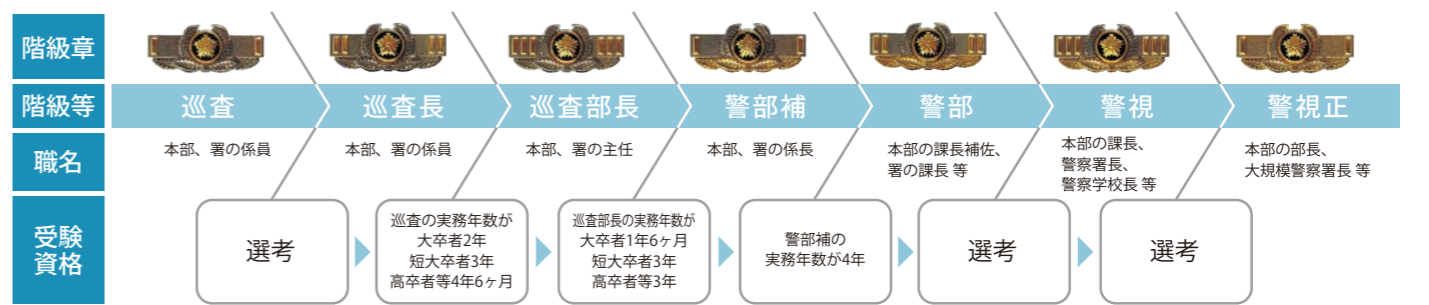 階級章
階級等
巡査
巡査長
巡査部長
警部補
警部
警視
警視正
職名
本部、署の係員
本部、署の係員
本部、署の主任
本部、署の係長
本部の課長補佐、
署の課長 等
本部の課長、
警察署長、
警察学校長 等
本部の部長、
大規模警察署長 等
受験
資格
選考
巡査の実務年数が
大卒者2年
短大卒者3年
高卒者等4年6ヶ月
巡査部長の実務年数が
大卒者1年6ヶ月
短大卒者3年
高卒者等3年
警部補の
実務年数が4年
選考
選考